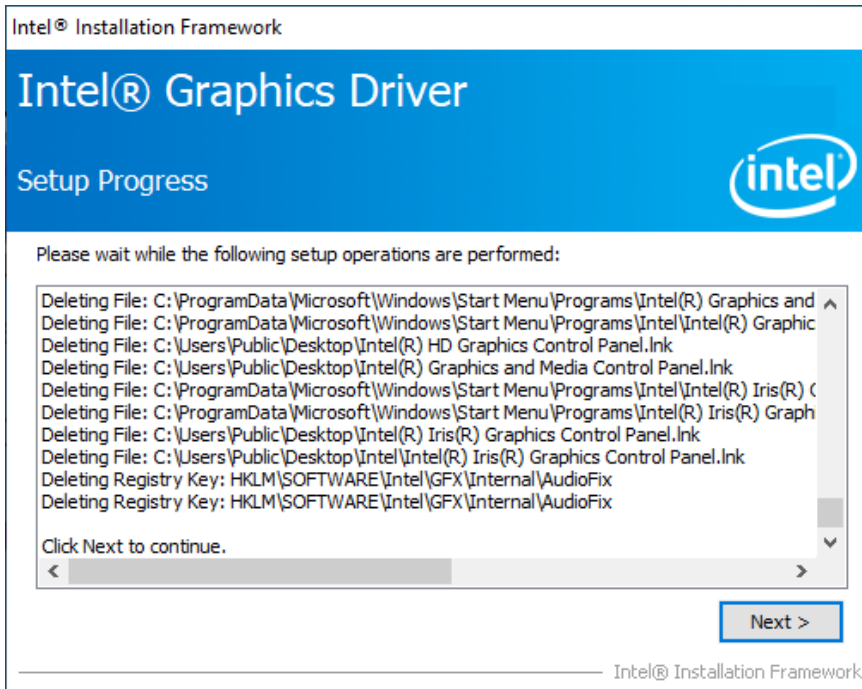 Intel® Installation Framework
Intel® Graphics Driver
Setup Progress
intel
Please wait while the following setup operations are performed:
Deleting File: C:\ProgramData\Microsoft\Windows\Start Menu\Programs\Intel(R) Graphics and
Deleting File: C:\ProgramData\Microsoft\Windows\Start Menu\Programs\Intel\Intel(R) Graphic
Deleting File: C:\Users\Public\Desktop\Intel(R) HD Graphics Control Panel.lnk
Deleting File: C:\Users\Public\Desktop\Intel(R) Graphics and Media Control Panel.lnk
Deleting File: C:\ProgramData\Microsoft\Windows\Start Menu\Programs\Intel\Intel(R) Iris(R) G
Deleting File: C:\ProgramData\Microsoft\Windows\Start Menu\Programs\Intel(R) Iris(R) Graph
Deleting File: C:\Users\Public\Desktop\Intel(R) Iris(R) Graphics Control Panel.lnk
Deleting File: C:\Users\Public\Desktop\Intel\Intel(R) Iris(R) Graphics Control Panel.lnk
Deleting Registry Key: HKLM\SOFTWARE\Intel\GFX\Internal\AudioFix
Deleting Registry Key: HKLM\SOFTWARE\Intel\GFX\Internal\AudioFix
Click Next to continue.
Next >
Intel® Installation Framework